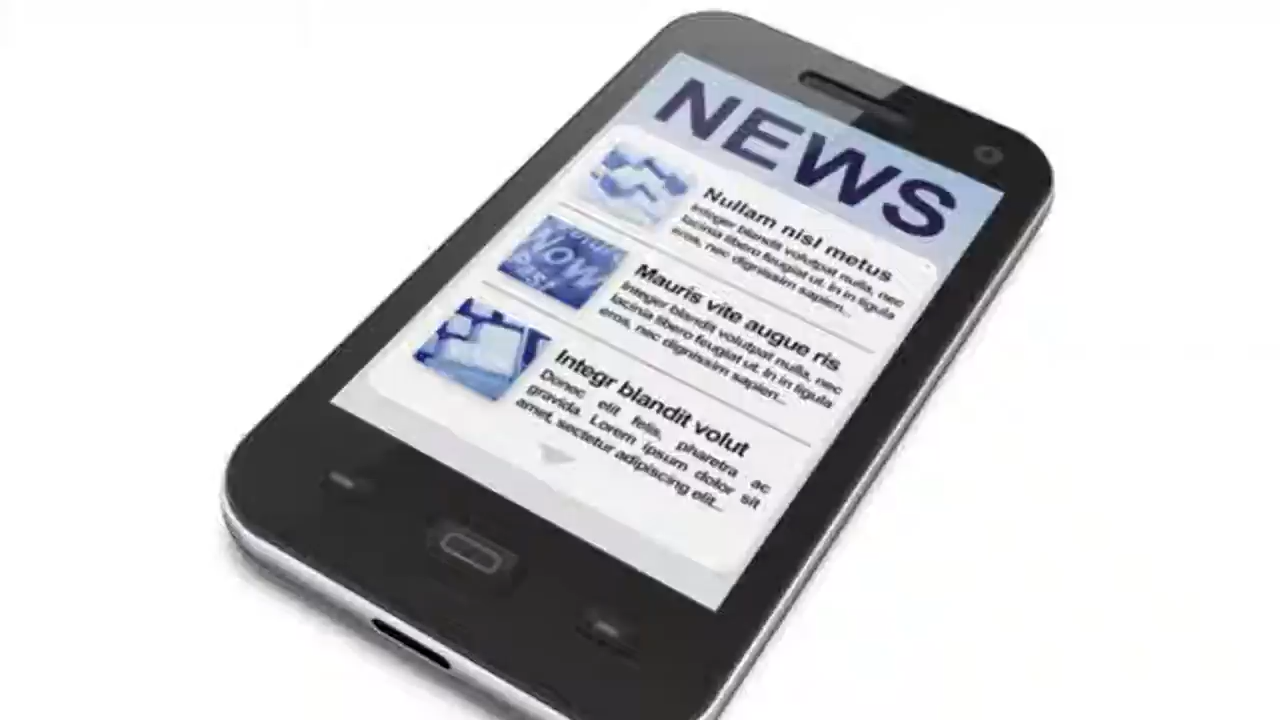 NEWS
Nullam nisl metus
Integer blandit volutpat nulla, nec
lacinia libero feugiat ut. In in ligula
eros, nec dignissim sapien...
NOW
Mauris vite augue ris
Integer blandit volutpat nulla, nec
lacinia libero feugiat ut. In in ligula
eros, nec dignissim sapien...
Integr blandit volut
Donec elit felis, pharetra ac
gravida. Lorem ipsum dolor sit
amet, sectetur adipiscing elit...